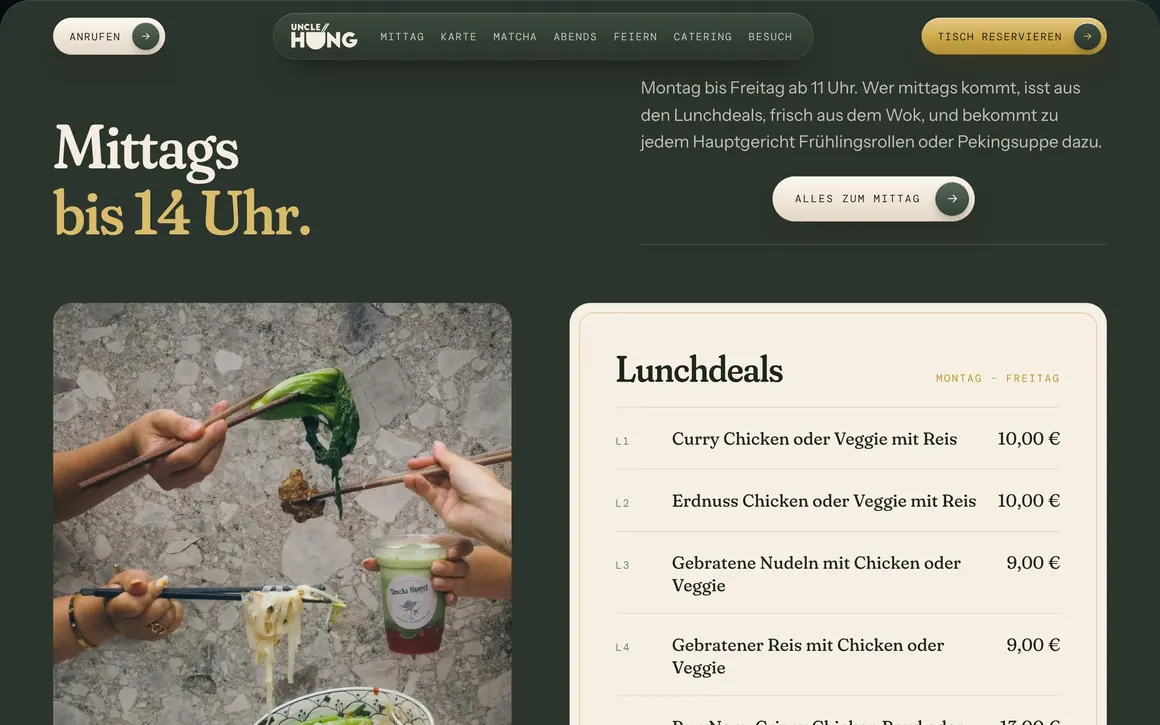 ANRUFEN
UNCLE
HUNG
MITTAG KARTE MATCHA ABENDS FEIERN CATERING BESUCH
TISCH RESERVIEREN
Mittags
bis 14 Uhr.
Montag bis Freitag ab 11 Uhr. Wer mittags kommt, isst aus
den Lunchdeals, frisch aus dem Wok, und bekommt zu
jedem Hauptgericht Frühlingsrollen oder Pekingsuppe dazu.
ALLES ZUM MITTAG
Lunchdeals
MONTAG – FREITAG
L1 Curry Chicken oder Veggie mit Reis 10,00 €
L2 Erdnuss Chicken oder Veggie mit Reis 10,00 €
L3 Gebratene Nudeln mit Chicken oder 9,00 €
Veggie
L4 Gebratener Reis mit Chicken oder 9,00 €
Veggie